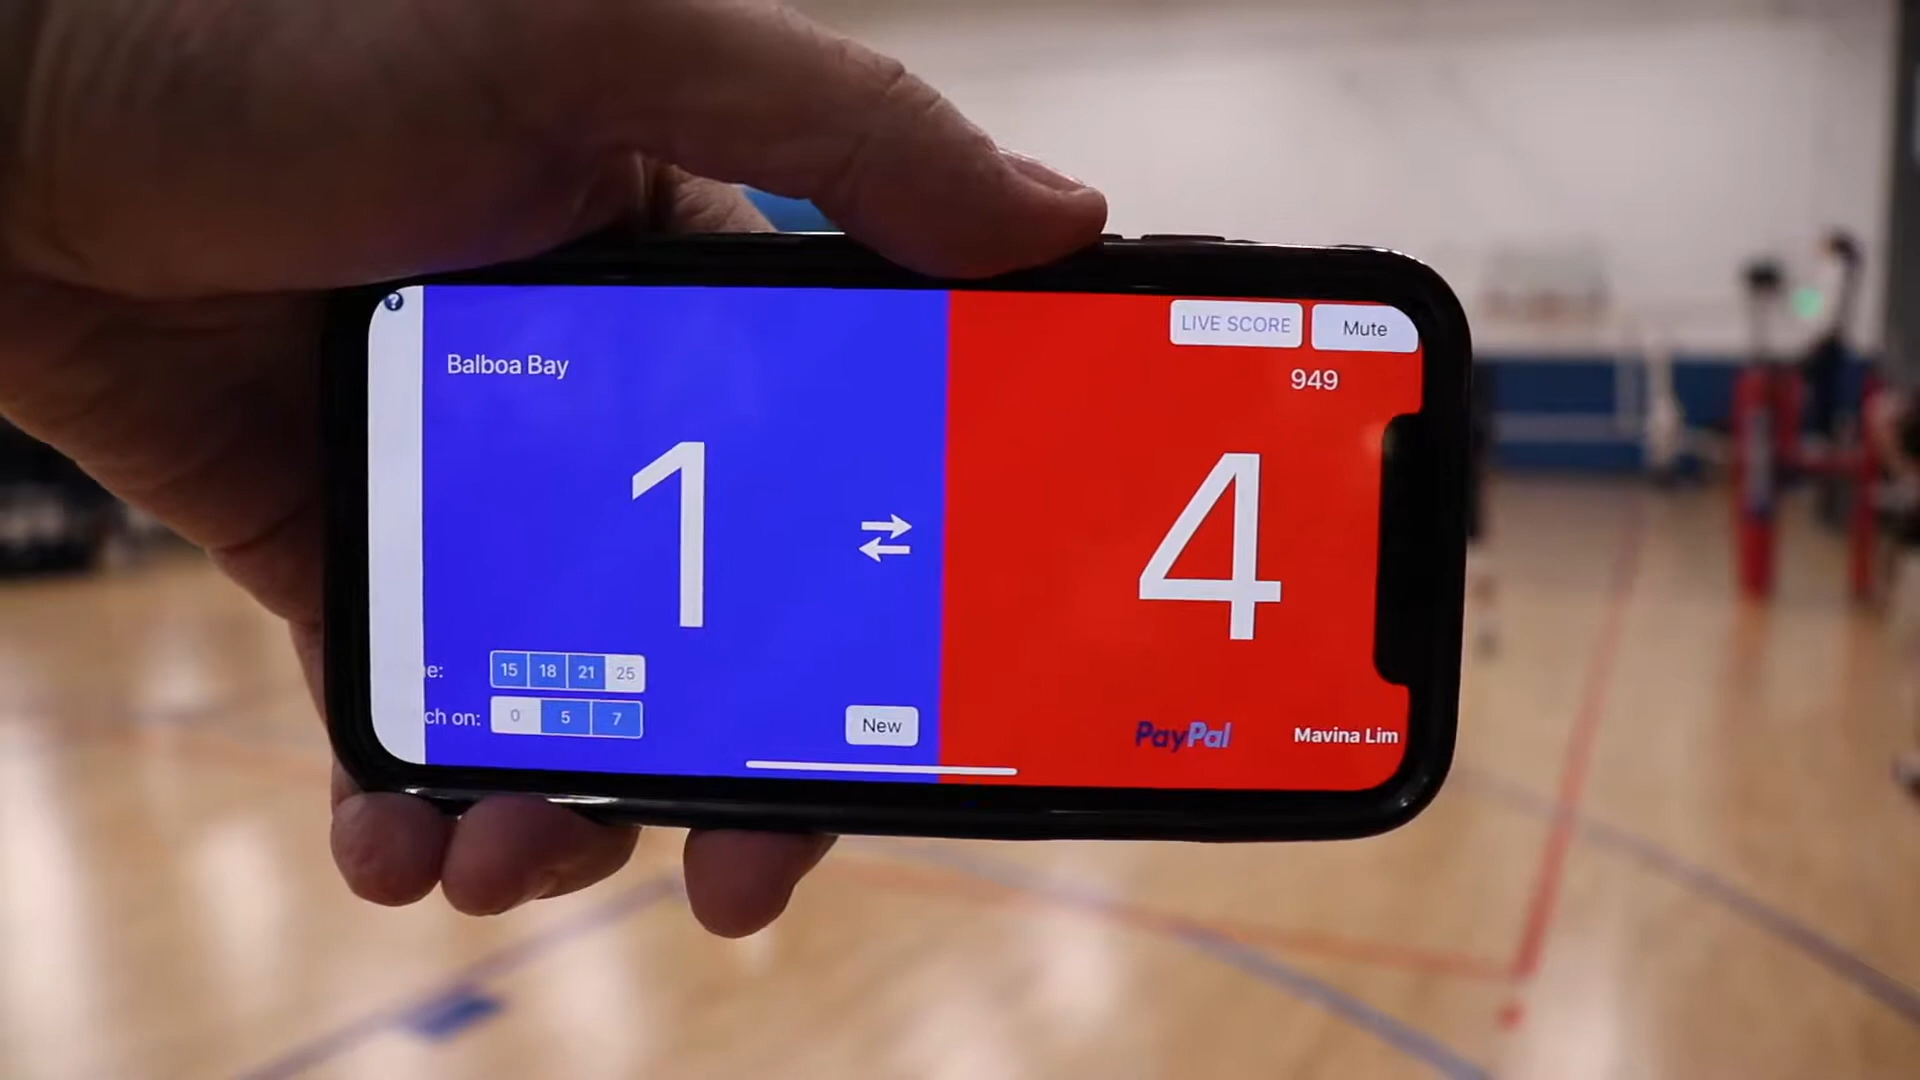 ?
LIVE SCORE
Mute
Balboa Bay
949
1
4
e:
15 18 21 25
ch on:
0 5 7
New
PayPal
Mavina Lim